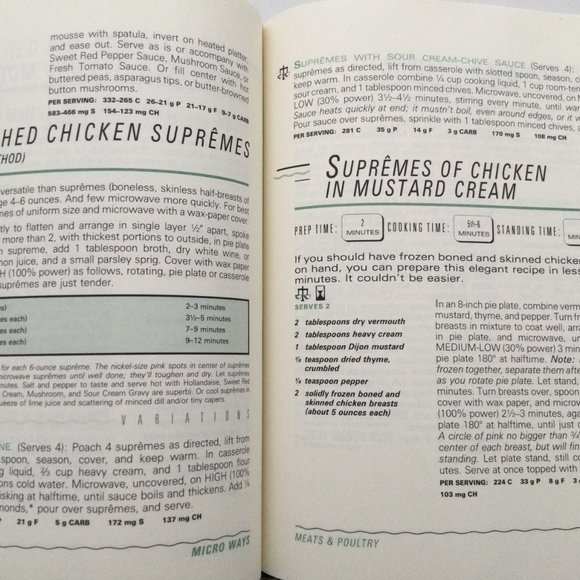 mousse with spatula, invert on heated platter,
and ease out. Serve as is or accompany with
Sweet Red Pepper Sauce, Mushroom Sauce, or
Fresh Tomato Sauce. Or fill center with hot
buttered peas, asparagus tips, or butter-browned
button mushrooms.
PER SERVING: 332–265 C 26–21 g P 21–17 g F 9–7 g CARB
583–466 mg S 154–123 mg CH
HED CHICKEN SUPRÊMES
THOD)
versatile than suprêmes (boneless, skinless half-breasts of
ge 4–6 ounces. And few microwave more quickly. For best
mes of uniform size and microwave with a wax-paper cover.
tly to flatten and arrange in single layer ½" apart, spoke
more than 2, with thickest portions to outside, in pie plate
h supreme, add 1 tablespoon broth, dry white wine, or
non juice, and a small parsley sprig. Cover with wax paper
H (100% power) as follows, rotating, pie plate or casserole
suprêmes are just tender.
s) 2–3 minutes
es each) 3½–5 minutes
es each) 7–9 minutes
es each) 9–12 minutes
for each 6-ounce suprême. The nickel-size pink spots in center of suprêmes
microwave suprêmes until well done; they'll toughen and dry. Let suprêmes
inutes. Salt and pepper to taste and serve hot with Hollandaise, Sweet Red
Cream, Mushroom, and Sour Cream Gravy are superb). Or cool suprêmes in
ueeze of lime juice and scattering of minced dill and/or tiny capers.
VARIATIONS
NE (Serves 4): Poach 4 suprêmes as directed, lift from
spoon, season, cover, and keep warm. In casserole
ng liquid, ⅔ cup heavy cream, and 1 tablespoon flour
ons cold water. Microwave, uncovered, on HIGH (100%
isking at halftime, until sauce boils and thickens. Add ¼
monds,* pour over suprêmes, and serve.
P 21 g F 5 g CARB 172 mg S 137 mg CH
MICRO WAYS
SUPRÊMES WITH SOUR CREAM-CHIVE SAUCE (Serves 4):
suprêmes as directed, lift from casserole with slotted spoon, season,
keep warm. In casserole combine ¼ cup cooking liquid, 1 cup room-tem
sour cream, and 1 tablespoon minced chives. Microwave, uncovered, on
LOW (30% power) 3½–4½ minutes, stirring every minute, until
Sauce heats quickly at end; it mustn't boil, even around edges, or it w
Pour sauce over suprêmes, sprinkle with 1 tablespoon minced chives,
PER SERVING: 281 C 35 g P 14 g F 3 g CARB 170 mg S 108 mg CH
SUPRÊMES OF CHICKEN
IN MUSTARD CREAM
PREP TIME: 2 MINUTES COOKING TIME: 5½–6 MINUTES STANDING TIME:
If you should have frozen boned and skinned chicken
on hand, you can prepare this elegant recipe in less
minutes. It couldn't be easier.
SERVES 2
2 tablespoons dry vermouth
2 tablespoons heavy cream
1 tablespoon Dijon mustard
teaspoon dried thyme,
crumbled
teaspoon pepper
2 solidly frozen boned and
skinned chicken breasts
(about 5 ounces each)
In an 8-inch pie plate, combine verm
mustard, thyme, and pepper. Turn
breasts in mixture to coat well, arran
in pie plate, and microwave, un
MEDIUM-LOW (30% power) 3 min
pie plate 180° at halftime. Note:
frozen together, separate them afte
as you rotate pie plate. Let stand,
utes. Turn breasts over, spoon
cover with wax paper, and microw
(100% power) 2½–3 minutes,
plate 180° at halftime, until just
A circle of pink no bigger than
center of each breast, but will fin
standing. Let plate stand, still co
utes. Serve at once topped with
PER SERVING: 224 C 33 g P 8 g F
103 mg CH
MEATS & POULTRY